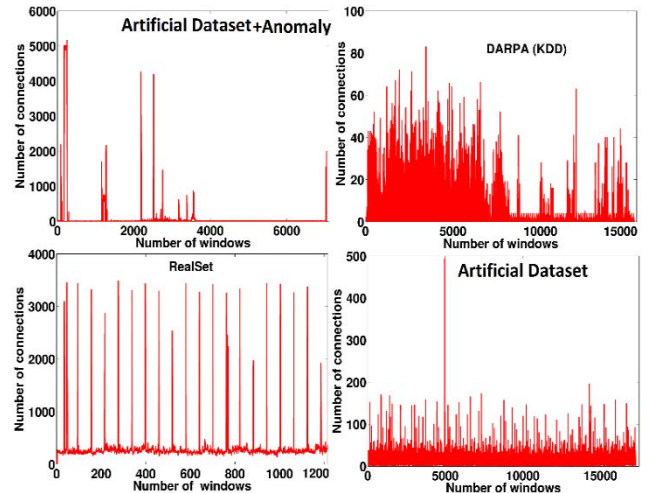 Artificial Dataset+Anomaly
Number of connections
6000
5000
4000
3000
2000
1000
0
0 2000 4000 6000
Number of windows
DARPA (KDD)
Number of connections
100
80
60
40
20
0
0 5000 10000 15000
Number of windows
RealSet
Number of connections
4000
3000
2000
1000
0
0 200 400 600 800 1000 1200
Number of windows
Artificial Dataset
Number of connections
500
400
300
200
100
0
0 5000 10000 15000
Number of windows